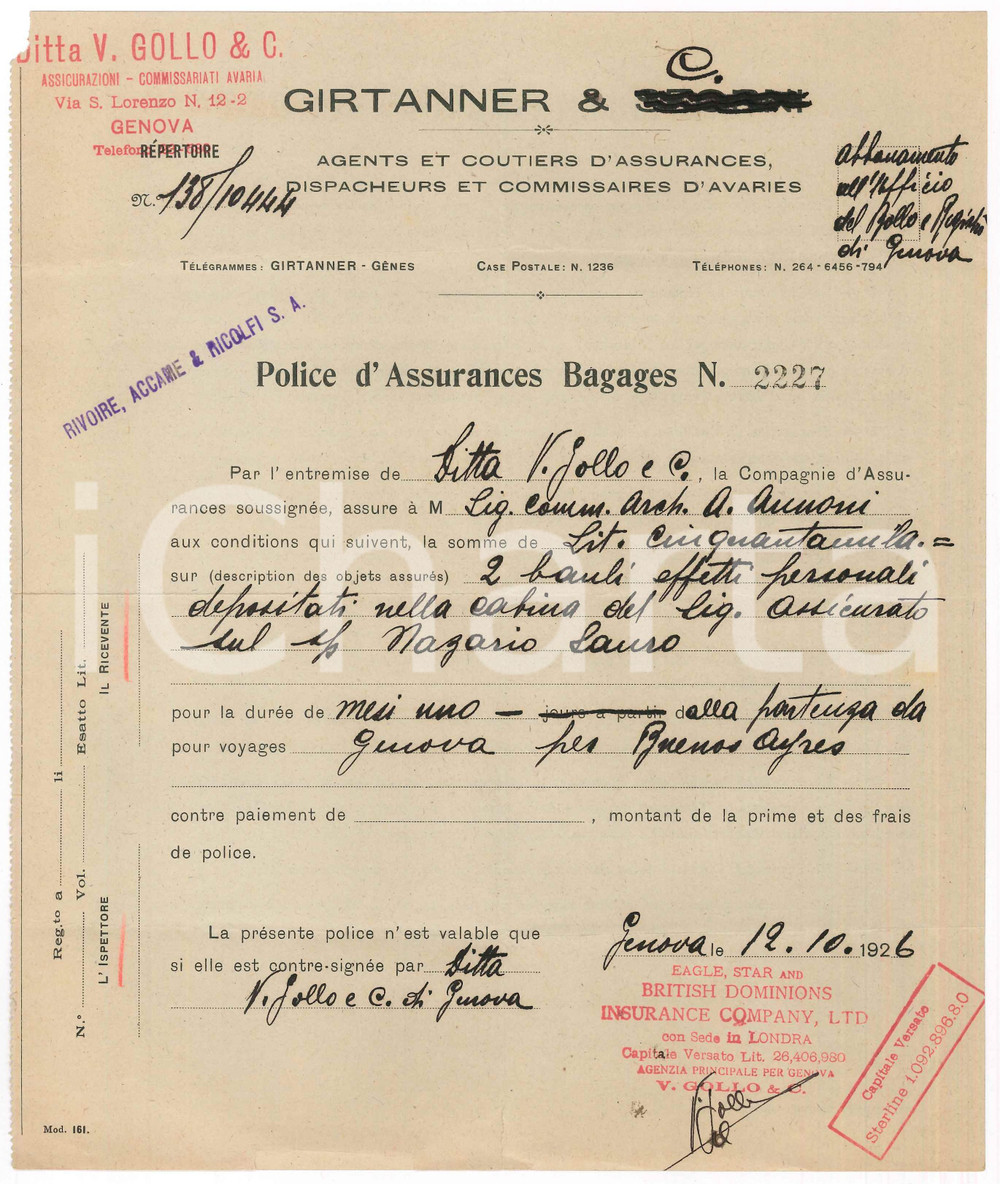 Ditta V. GOLLO & C.
ASSICURAZIONI - COMMISSARIATI AVARIA
Via S. Lorenzo N, 12-2
GENOVA
Telefon
RÉPERTOIRE
N. 138/10444
C.
GIRTANNER &
AGENTS ET COUTIERS D'ASSURANCES,
DISPACHEURS ET COMMISSAIRES D'AVARIES
abbonamento
all'Ufficio
del Bollo e Registro
di Genova
TÉLÉGRAMMES: GIRTANNER - GÊNES
CASE POSTALE: N. 1236
TÉLÉPHONES: N. 264-6456-794
RIVOIRE, ACCAME & RICOLFI S. A.
Police d'Assurances Bagages N. 2227
Par l'entremise de Ditta V. Gollo e C., la Compagnie d'Assu-
rances soussignée, assure à M Sig. Comm. Arch. A. Annoni
aux conditions qui suivent, la somme de Lit. Cinquantamila.=
sur (description des objets assurés) 2 bauli effetti personali
depositati nella cabina del Sig. assicurato
sul s/p Nazario Sauro
pour la durée de mesi uno — jours à partir dalla partenza da
pour voyages Genova per Buenos Ayres
contre paiement de , montant de la prime et des frais
de police.
La présente police n'est valable que
si elle est contre-signée par Ditta
V. Gollo e C. di Genova
Genova le 12.10.1926
EAGLE, STAR AND
BRITISH DOMINIONS
INSURANCE COMPANY, LTD
con Sede in LONDRA
Capitale Versato Lit. 26,406,980
AGENZIA PRINCIPALE PER GENOVA
V. GOLLO & C.
V. Gollo
Capitale Versato
Sterline 1.092.896.8.0
N.° Vol. Esatto Lit.
Reg.to a li
L'ISPETTORE
IL RICEVENTE
Mod. 161.
iCharta